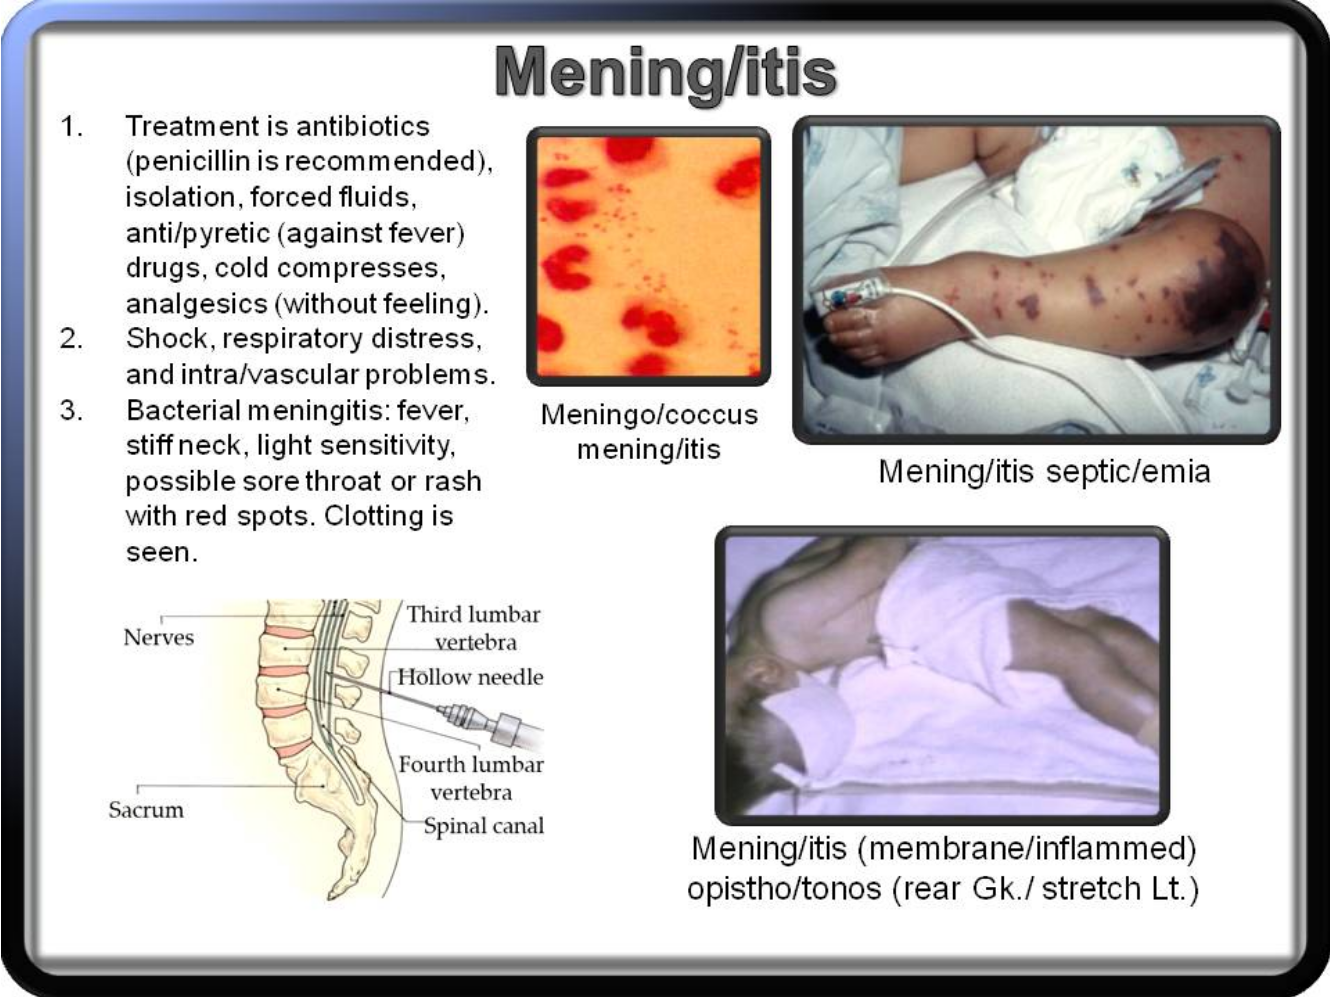 Mening/itis
1. Treatment is antibiotics
(penicillin is recommended),
isolation, forced fluids,
anti/pyretic (against fever)
drugs, cold compresses,
analgesics (without feeling).
2. Shock, respiratory distress,
and intra/vascular problems.
3. Bacterial meningitis: fever,
stiff neck, light sensitivity,
possible sore throat or rash
with red spots. Clotting is
seen.
Meningo/coccus
mening/itis
Mening/itis septic/emia
Nerves
Third lumbar
vertebra
Hollow needle
Fourth lumbar
vertebra
Sacrum
Spinal canal
Mening/itis (membrane/inflammed)
opistho/tonos (rear Gk./ stretch Lt.)